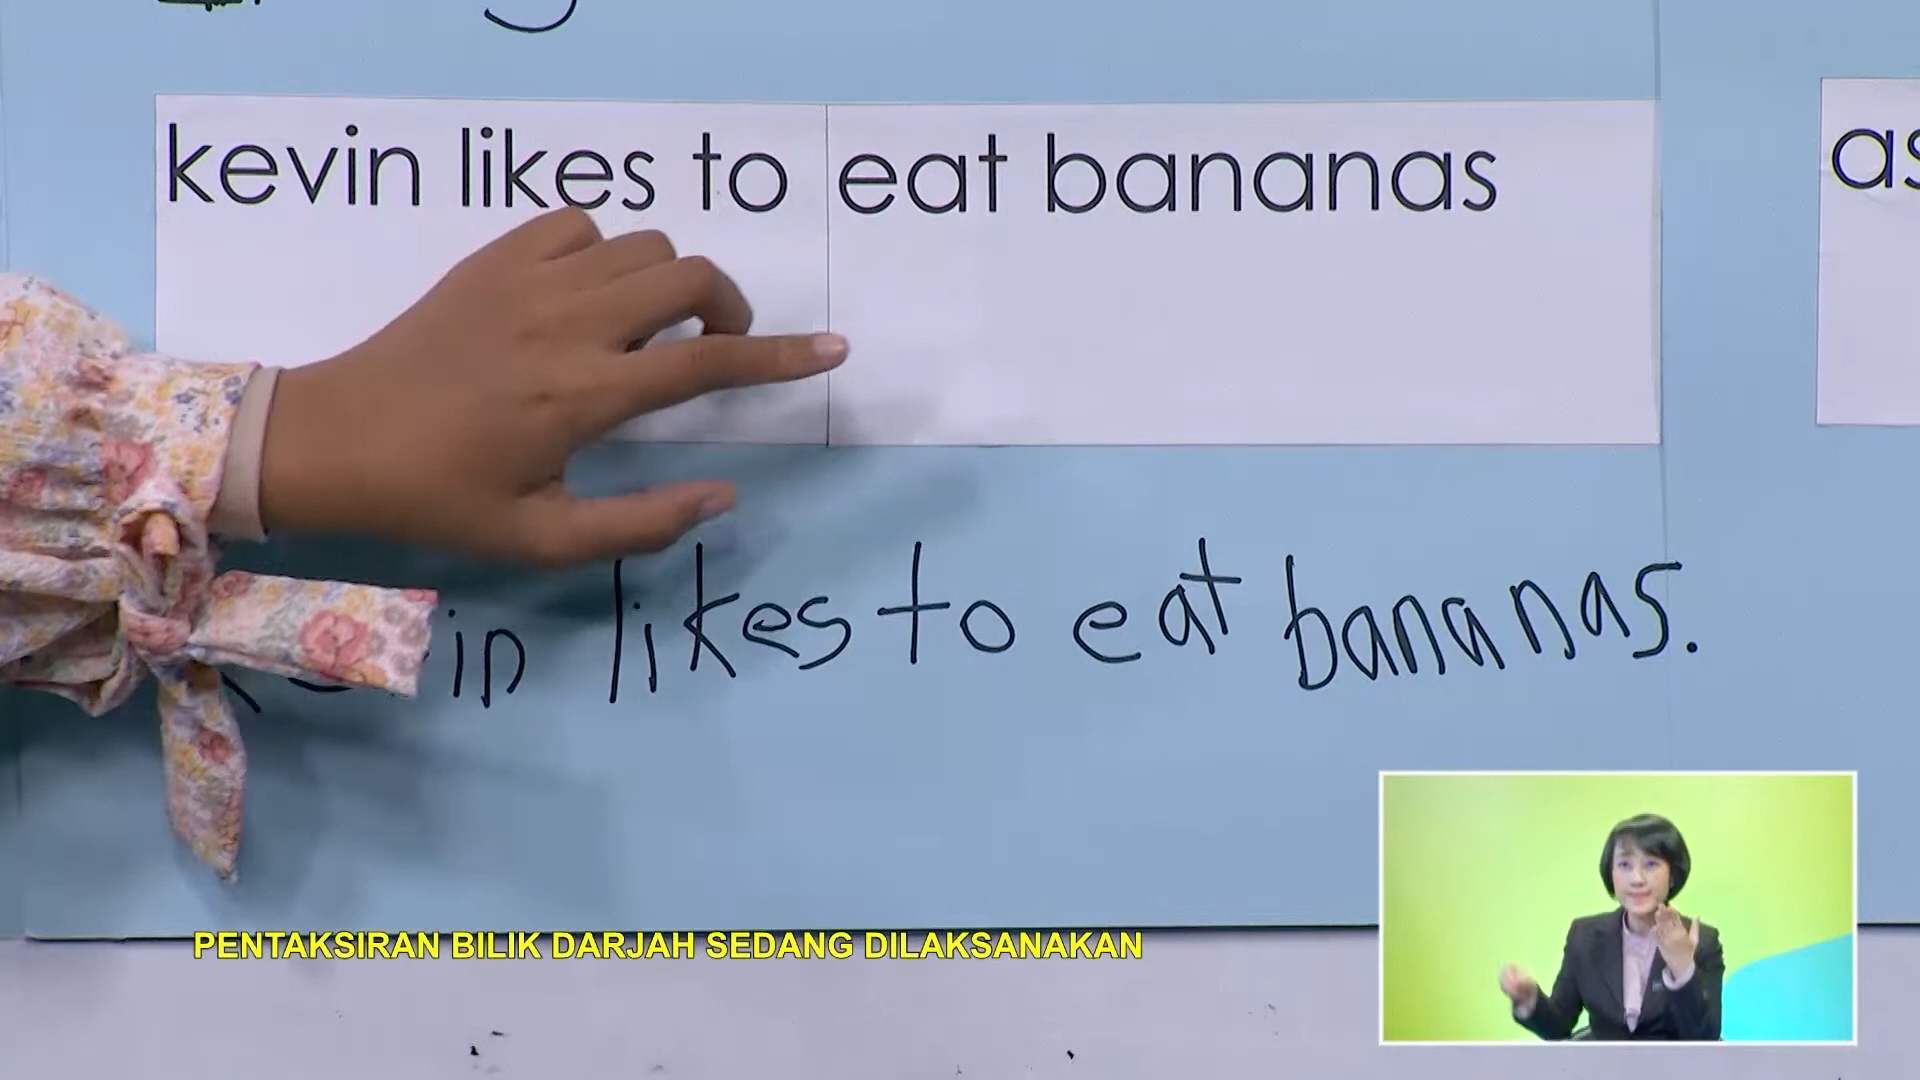 kevin likes to eat bananas
as
in likes to eat bananas.
PENTAKSIRAN BILIK DARJAH SEDANG DILAKSANAKAN